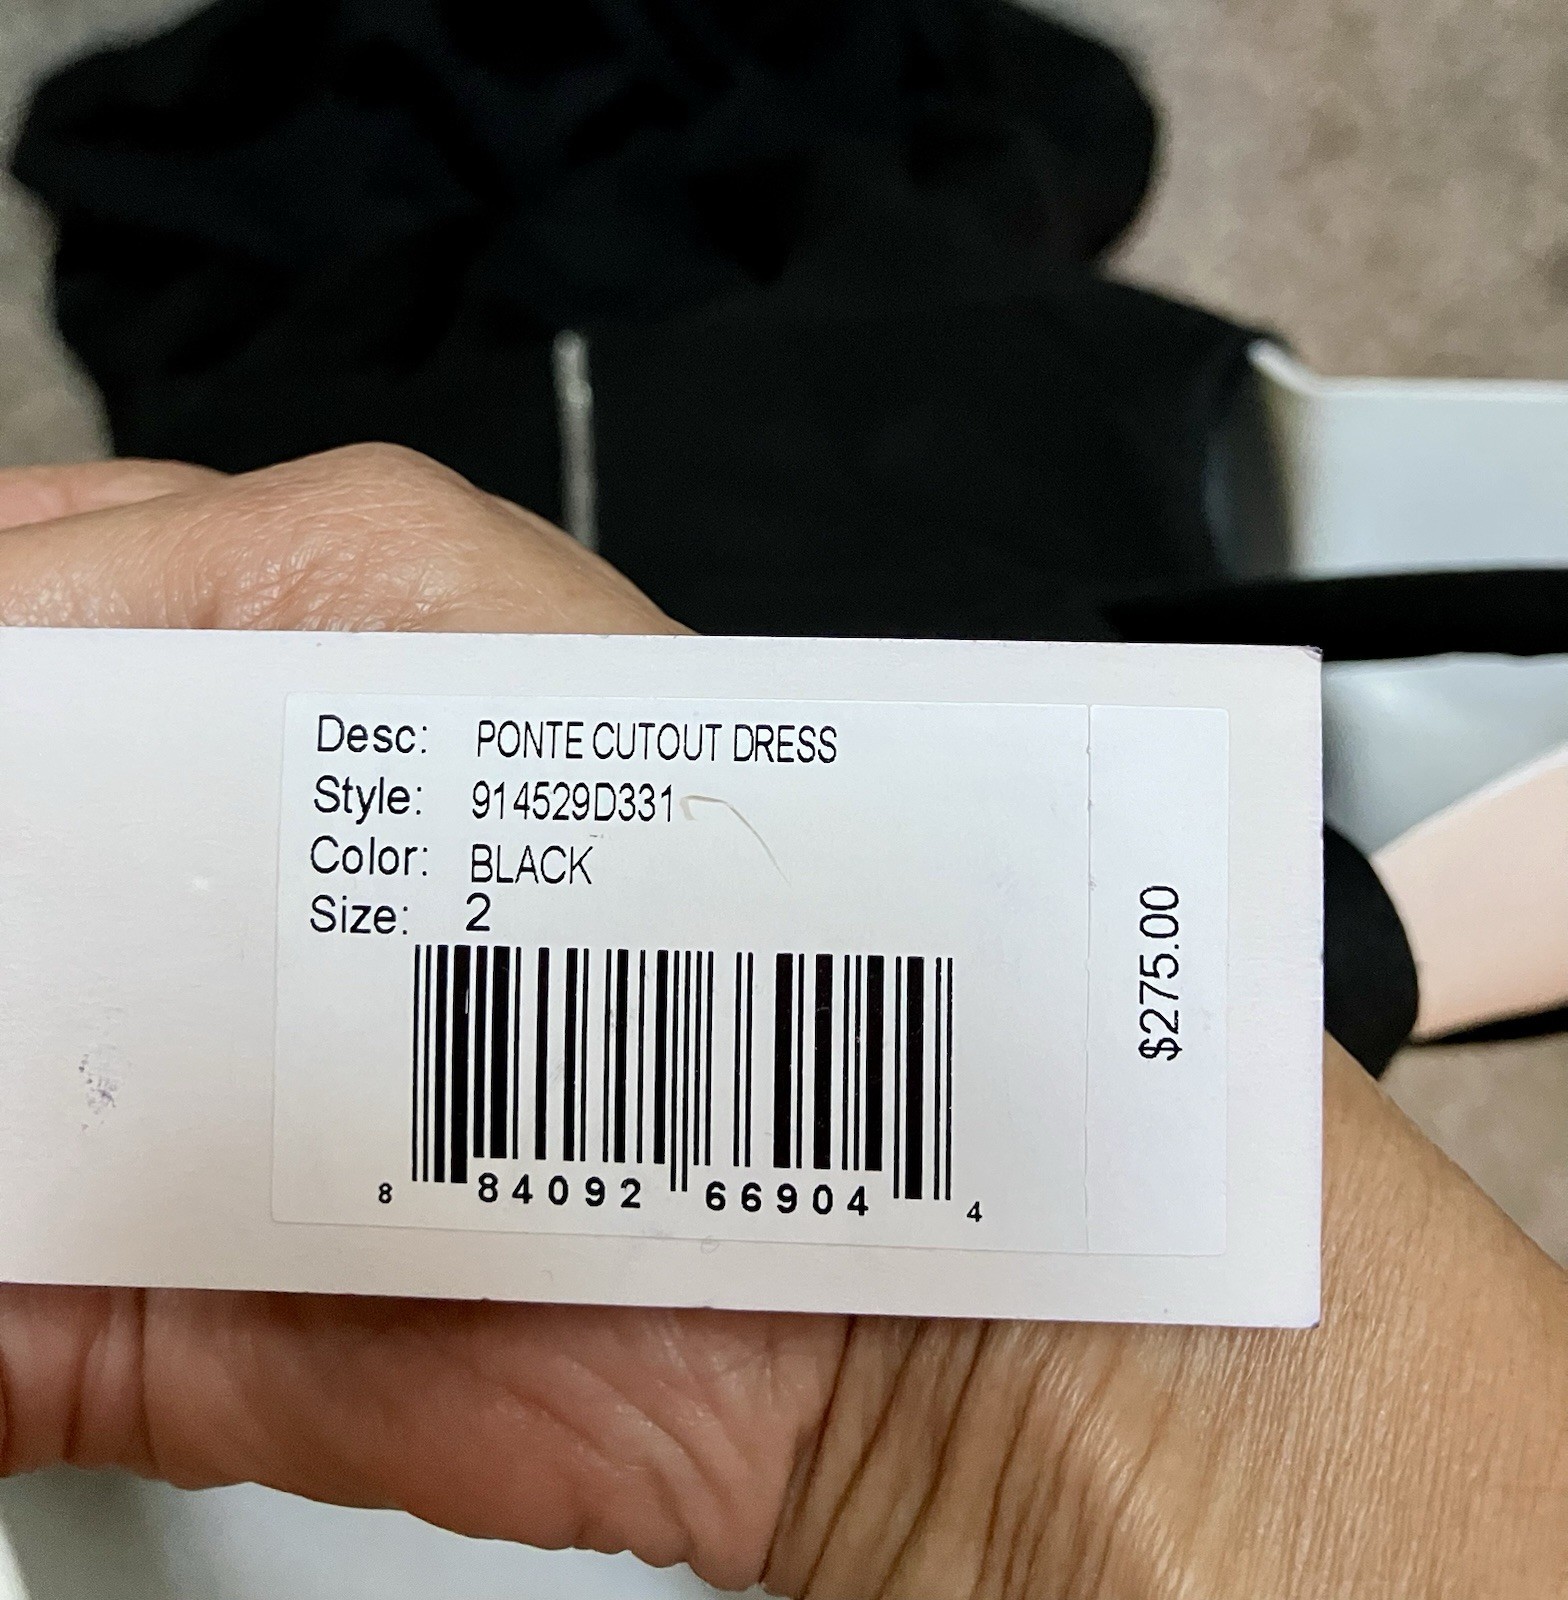 Desc: PONTE CUTOUT DRESS
Style: 914529D331
Color: BLACK
Size: 2
8 84092 66904 4
$275.00